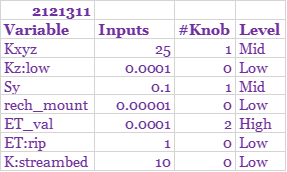 2121311
Variable Inputs #Knob Level
Kxyz 25 1 Mid
Kz:low 0.0001 0 Low
Sy 0.1 1 Mid
rech_mount 0.00001 0 Low
ET_val 0.0001 2 High
ET:rip 1 0 Low
K:streambed 10 0 Low